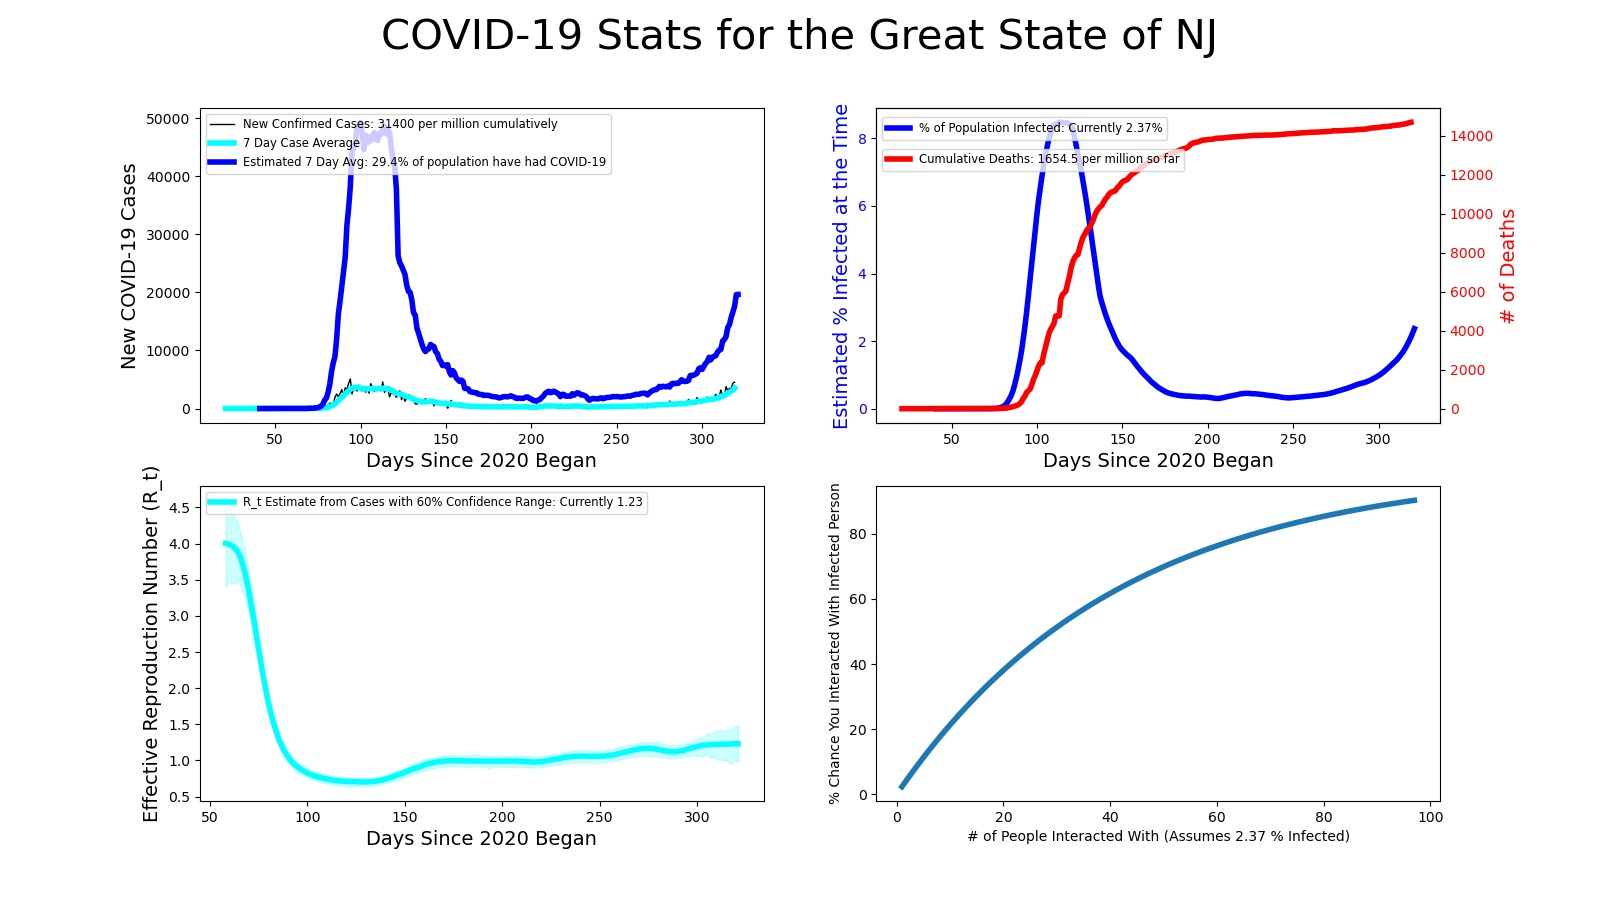 COVID-19 Stats for the Great State of NJ
New COVID-19 Cases
50000
40000
30000
20000
10000
0
New Confirmed Cases: 31400 per million cumulatively
7 Day Case Average
Estimated 7 Day Avg: 29.4% of population have had COVID-19
50 100 150 200 250 300
Days Since 2020 Began
Estimated % Infected at the Time
8
6
4
2
0
% of Population Infected: Currently 2.37%
Cumulative Deaths: 1654.5 per million so far
14000
12000
10000
8000
6000
4000
2000
0
# of Deaths
50 100 150 200 250 300
Days Since 2020 Began
Effective Reproduction Number (R_t)
4.5
4.0
3.5
3.0
2.5
2.0
1.5
1.0
0.5
R_t Estimate from Cases with 60% Confidence Range: Currently 1.23
50 100 150 200 250 300
Days Since 2020 Began
% Chance You Interacted With Infected Person
80
60
40
20
0
0 20 40 60 80 100
# of People Interacted With (Assumes 2.37 % Infected)